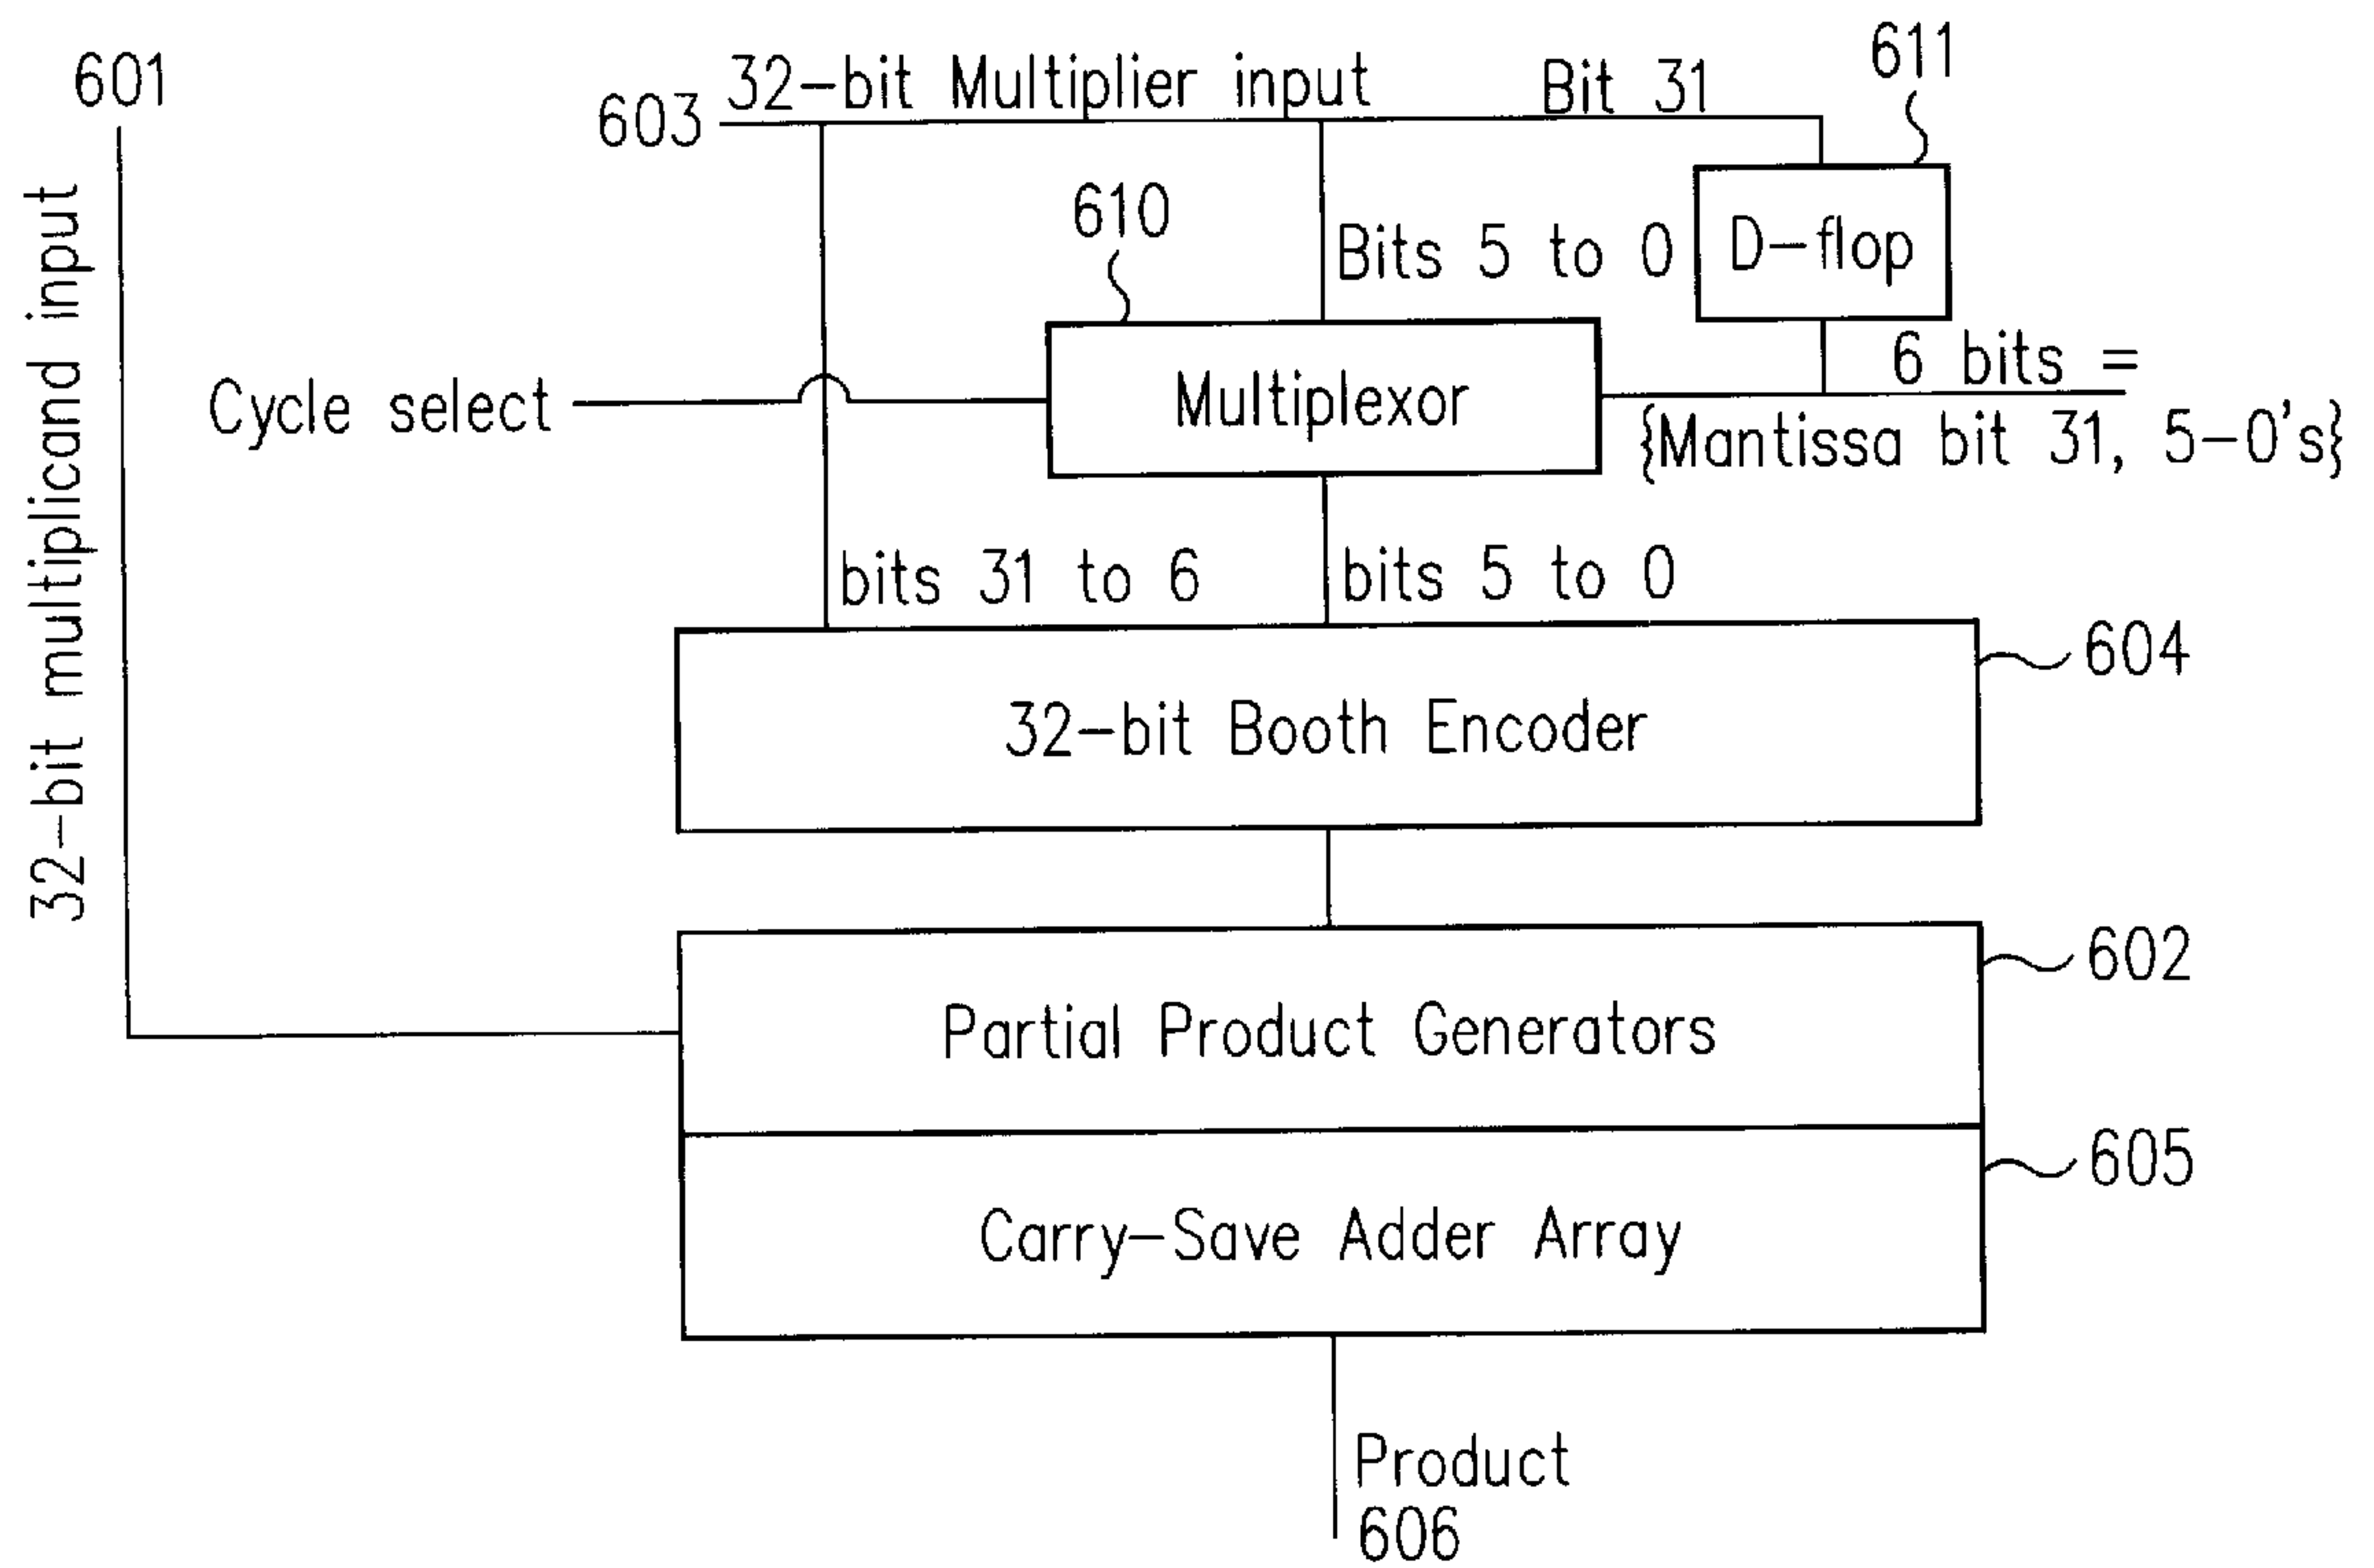 601
32-bit multiplicand input
603
32-bit Multiplier input
Bit 31
611
610
Bits 5 to 0
D-flop
Cycle select
Multiplexor
6 bits =
{Mantissa bit 31, 5-0's}
bits 31 to 6
bits 5 to 0
32-bit Booth Encoder
604
Partial Product Generators
602
Carry-Save Adder Array
605
Product
606